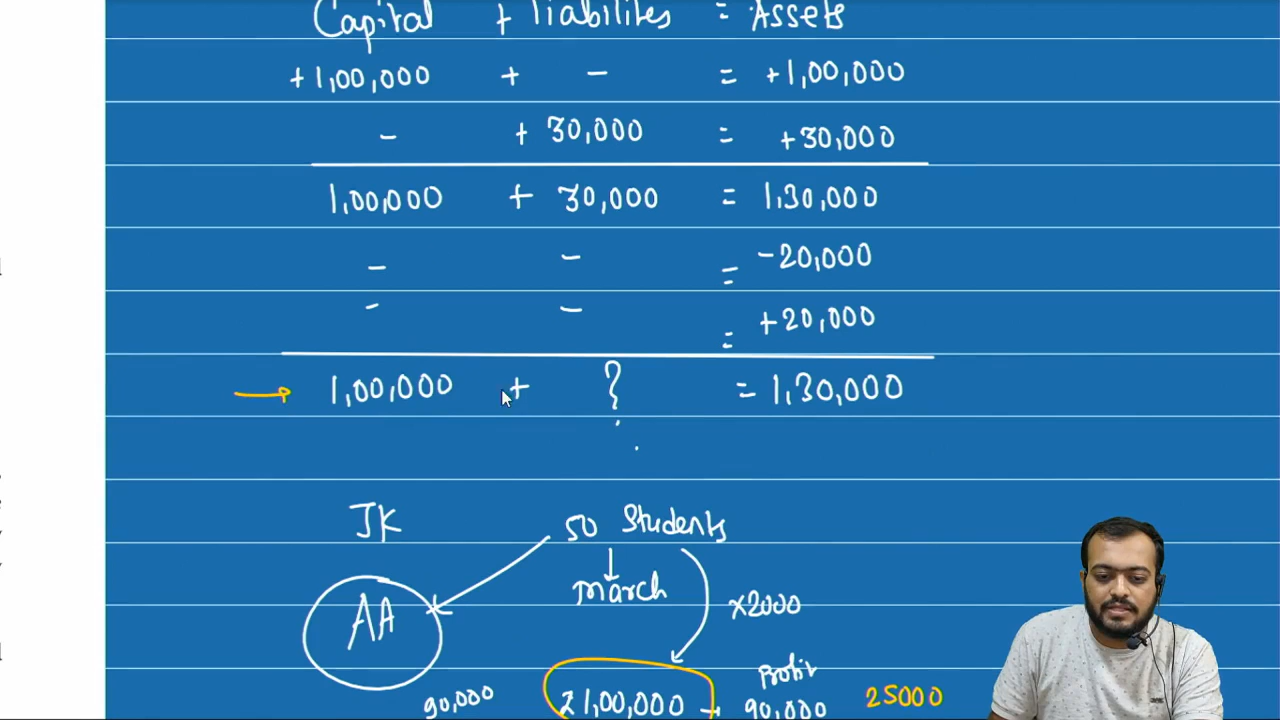 Capital + liabilites = Assets
+1,00,000 + - = +1,00,000
- + 30,000 = +30,000
1,00,000 + 30,000 = 1,30,000
- - = -20,000
- - = +20,000
→ 1,00,000 + ? = 1,30,000
JK 50 Students
AA March x2000
Profit
90,000 ₹1,00,000 → 90,000 25000